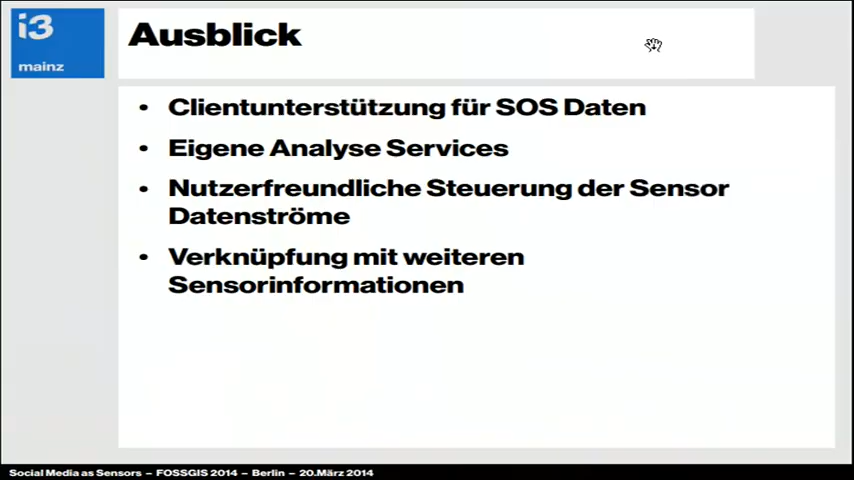 i3
mainz
Ausblick
• Clientunterstützung für SOS Daten
• Eigene Analyse Services
• Nutzerfreundliche Steuerung der Sensor
Datenströme
• Verknüpfung mit weiteren
Sensorinformationen
Social Media as Sensors – FOSSGIS 2014 – Berlin – 20.März 2014